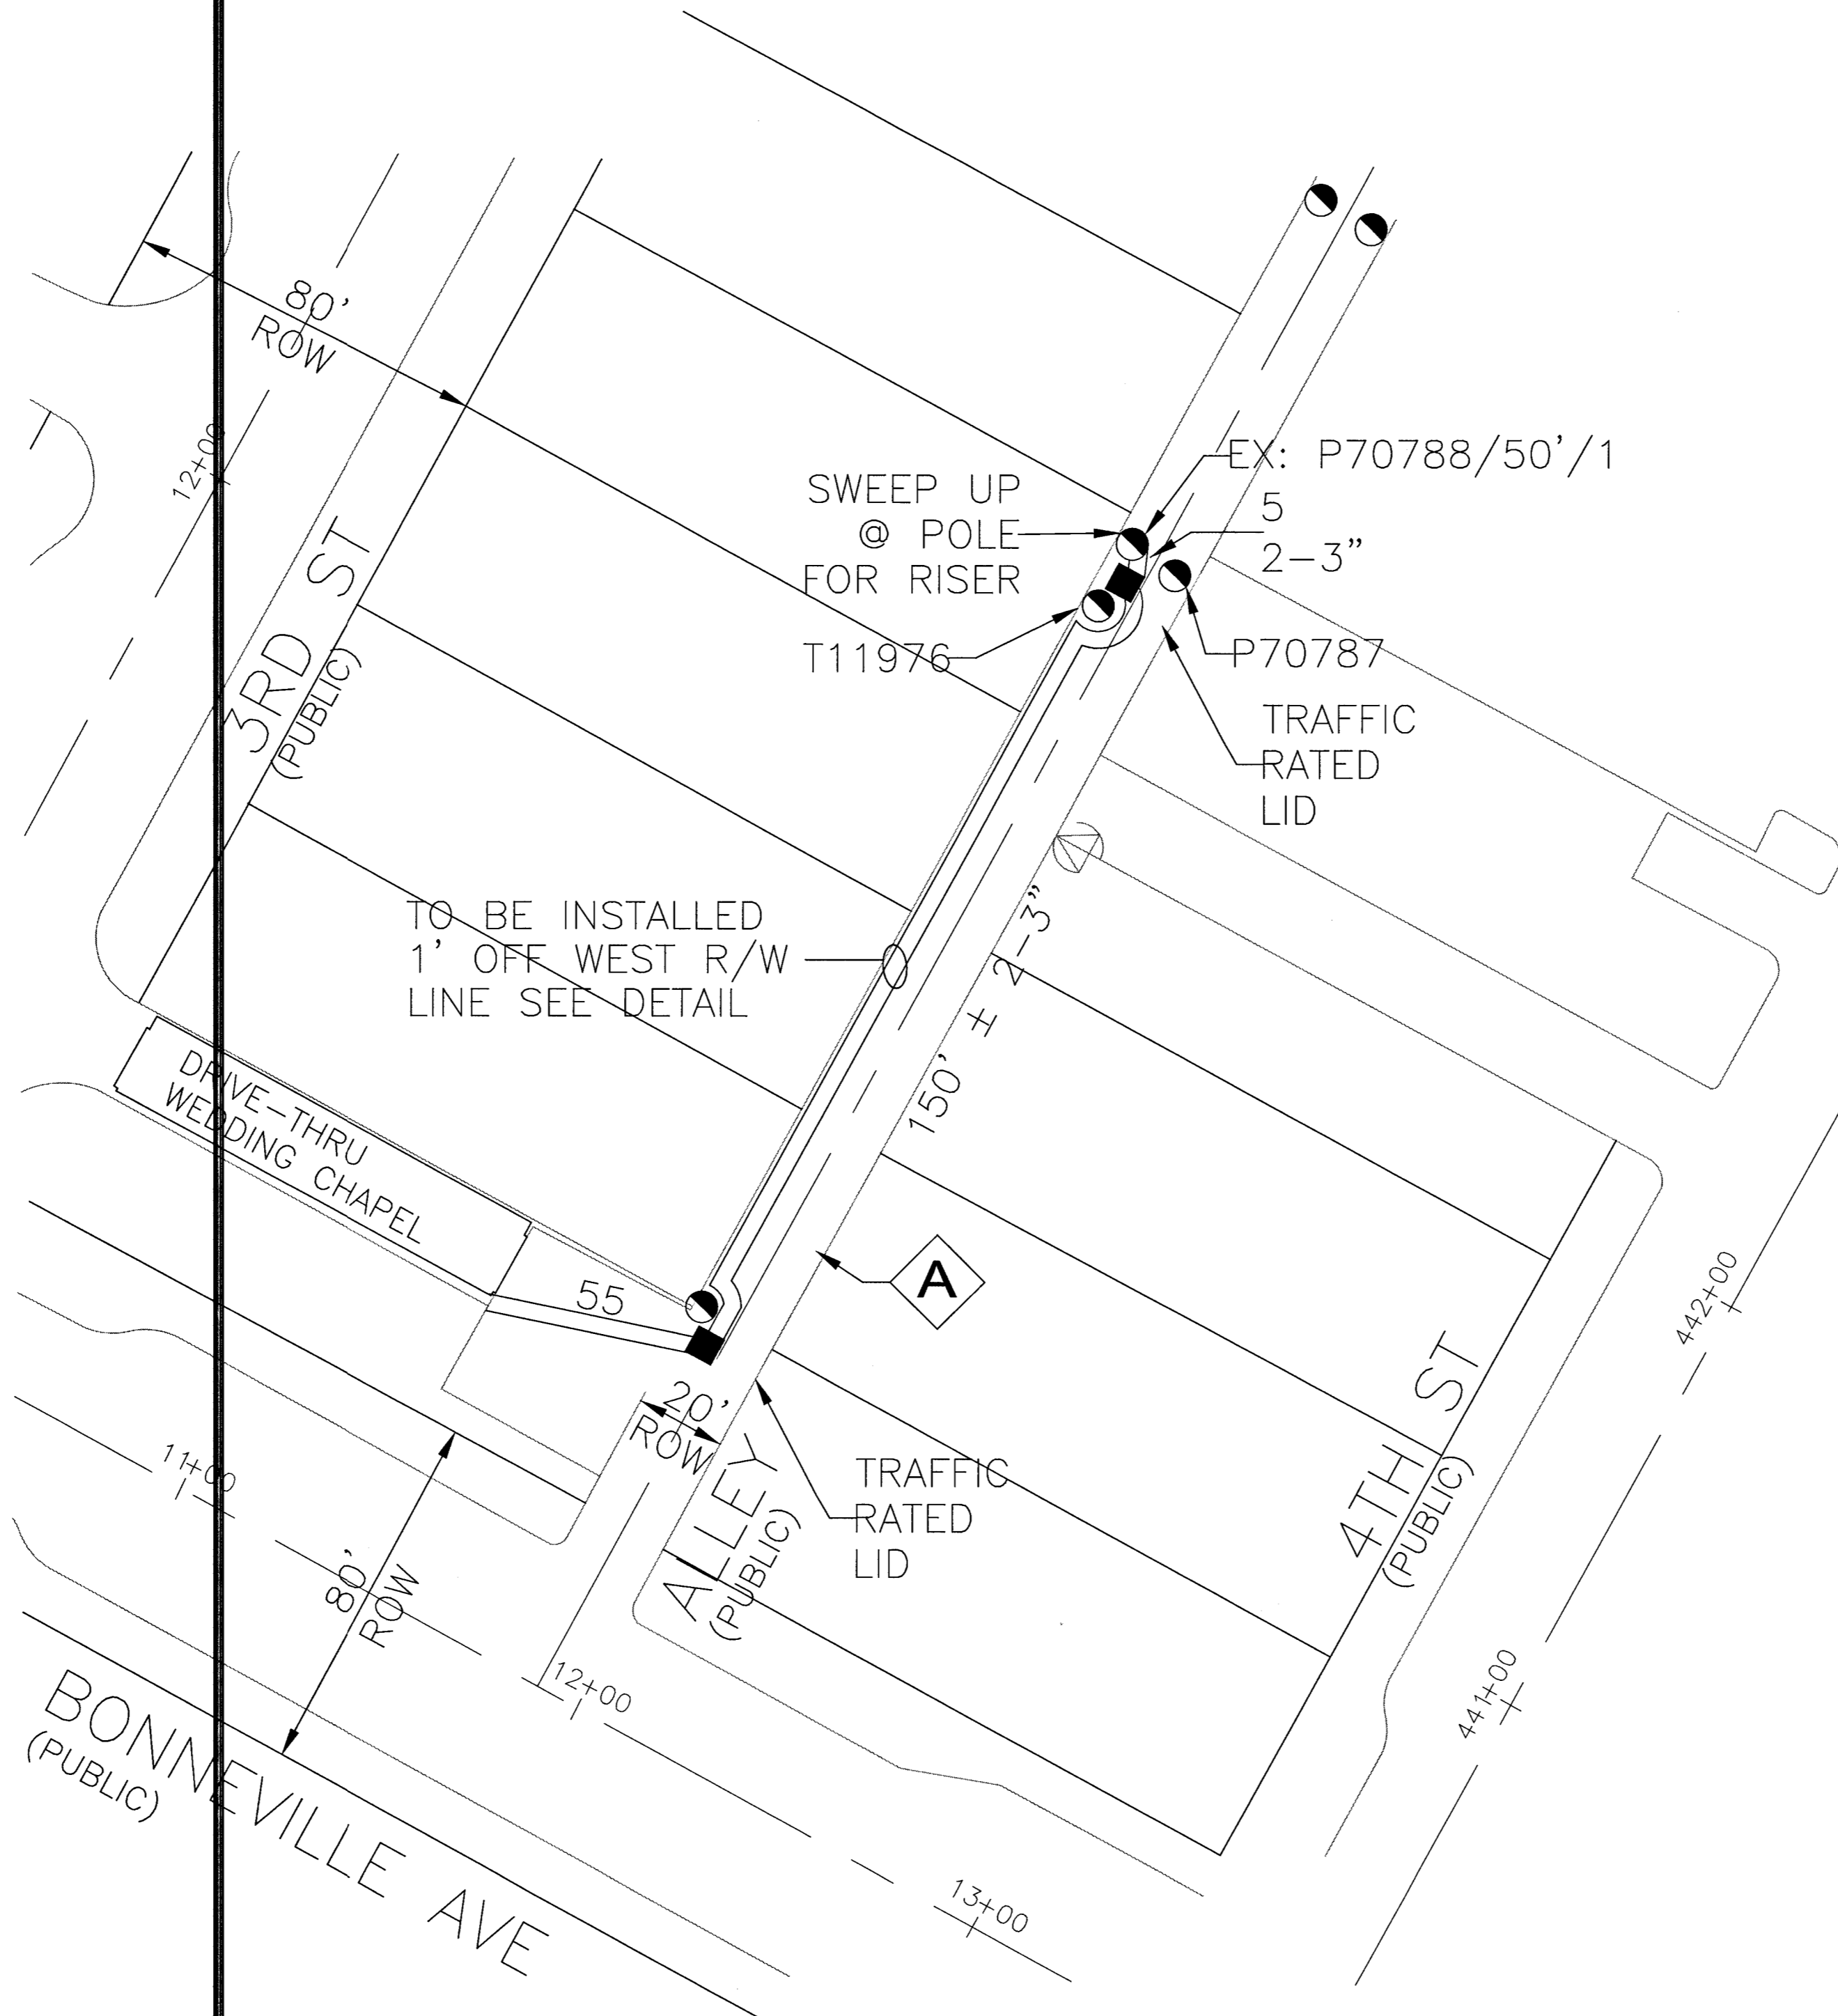 80'
ROW
12+00
3RD ST
(PUBLIC)
SWEEP UP
@ POLE
FOR RISER
EX: P70788/50'/1
5
2-3"
T11976
P70787
TRAFFIC
RATED
LID
TO BE INSTALLED
1' OFF WEST R/W
LINE SEE DETAIL
150' ± 2-3"
DRIVE-THRU
WEDDING CHAPEL
55
A
20'
ROW
ALLEY
(PUBLIC)
TRAFFIC
RATED
LID
4TH ST
(PUBLIC)
442+00
441+00
11+00
80'
ROW
12+00
13+00
BONNEVILLE AVE
(PUBLIC)